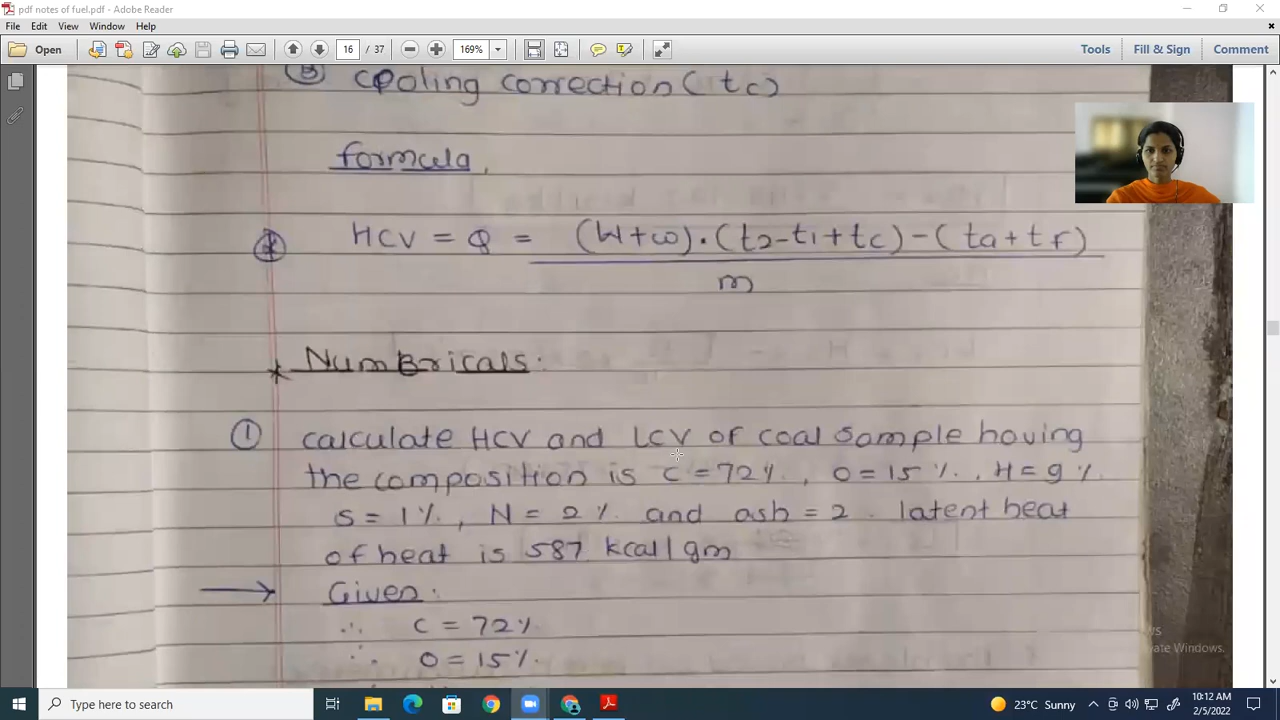 pdf notes of fuel.pdf - Adobe Reader
File Edit View Window Help
Open 16 / 37 169% Tools Fill & Sign Comment
③ cooling correction (tc)
formula,
HCV = Q = (W+w).(t2-t1+tc)-(ta+tf)
m
* Numericals:
① calculate HCV and LCV of coal sample having
the composition is C = 72%, O = 15%, H = 9%
S = 1%, N = 2% and ash = 2. latent heat
of heat is 587 kcal/gm
→ Given:
∴ C = 72%
∴ O = 15%
Type here to search
23°C Sunny
10:12 AM
2/5/2022